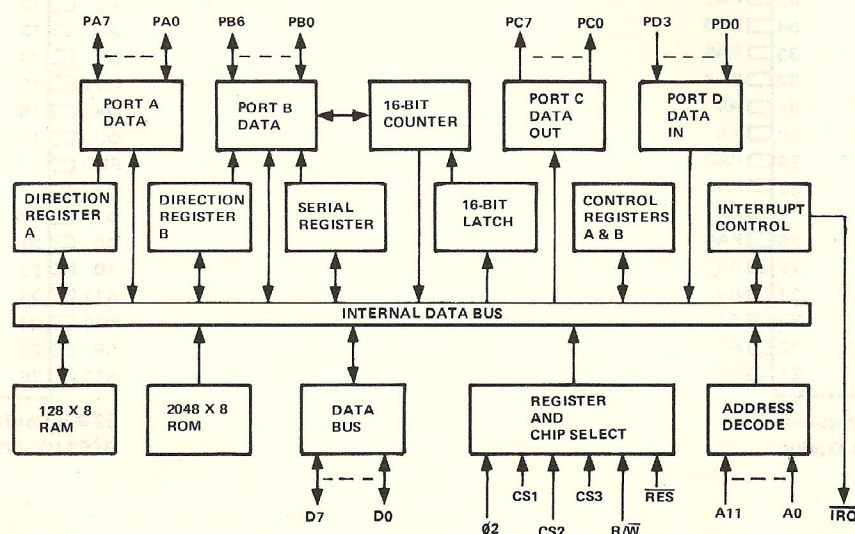 PA7 PA0 PB6 PB0 PC7 PC0 PD3 PD0
PORT A
DATA
PORT B
DATA
16-BIT
COUNTER
PORT C
DATA
OUT
PORT D
DATA
IN
DIRECTION
REGISTER
A
DIRECTION
REGISTER
B
SERIAL
REGISTER
16-BIT
LATCH
CONTROL
REGISTERS
A & B
INTERRUPT
CONTROL
INTERNAL DATA BUS
128 X 8
RAM
2048 X 8
ROM
DATA
BUS
REGISTER
AND
CHIP SELECT
ADDRESS
DECODE
D7 D0
Ø2
CS1
CS2
CS3
R/W̅
R̅E̅S̅
A11 A0
I̅R̅Q̅